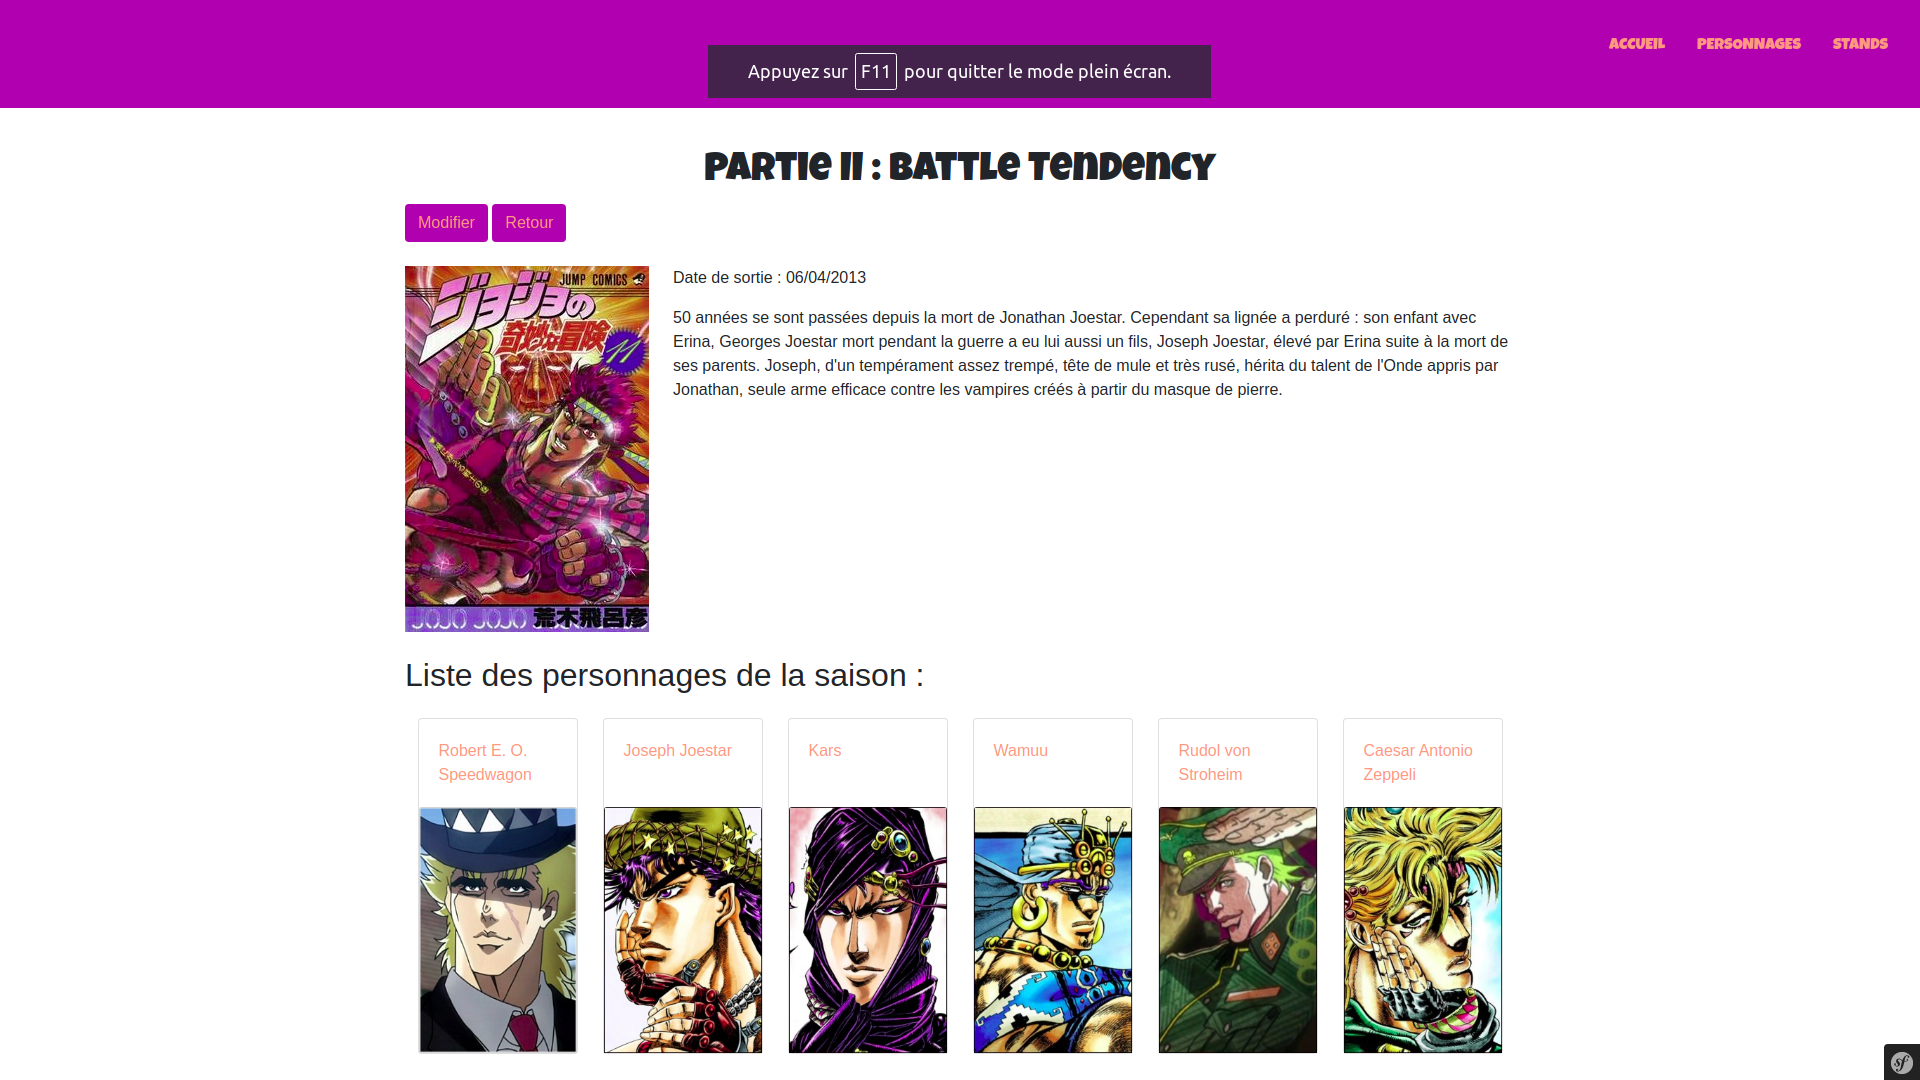 ACCUEIL PERSONNAGES STANDS
Appuyez sur F11 pour quitter le mode plein écran.
Partie II : Battle Tendency
Modifier Retour
JUMP COMICS
ジョジョの
奇妙な冒険
11
JOJO JOJO 荒木飛呂彦
Date de sortie : 06/04/2013
50 années se sont passées depuis la mort de Jonathan Joestar. Cependant sa lignée a perduré : son enfant avec
Erina, Georges Joestar mort pendant la guerre a eu lui aussi un fils, Joseph Joestar, élevé par Erina suite à la mort de
ses parents. Joseph, d'un tempérament assez trempé, tête de mule et très rusé, hérita du talent de l'Onde appris par
Jonathan, seule arme efficace contre les vampires créés à partir du masque de pierre.
Liste des personnages de la saison :
Robert E. O.
Speedwagon
Joseph Joestar
Kars
Wamuu
Rudol von
Stroheim
Caesar Antonio
Zeppeli
sf